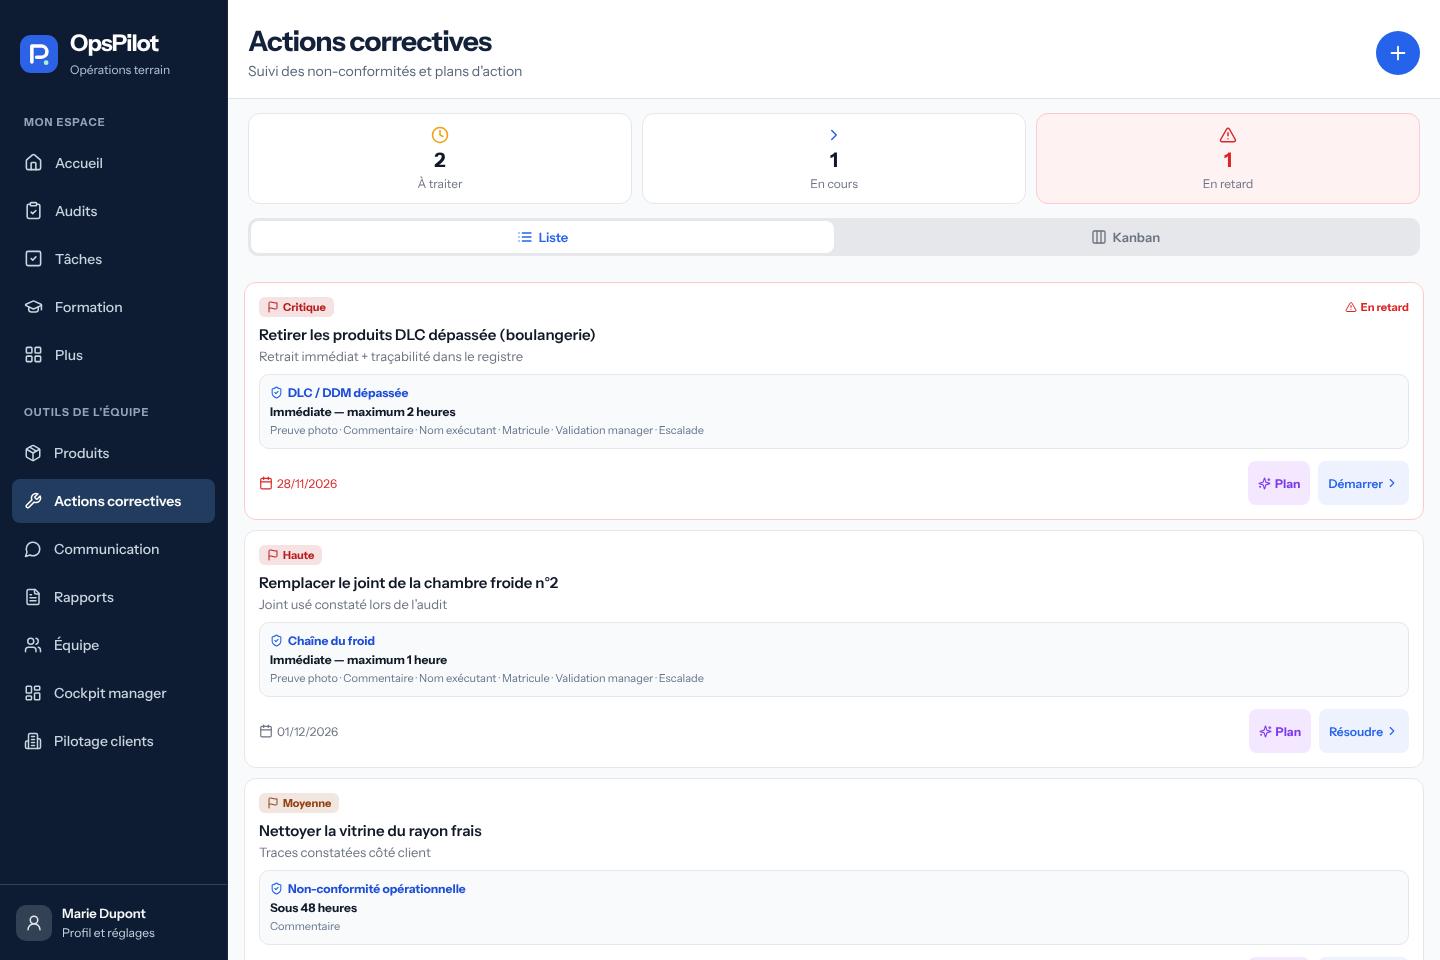 OpsPilot
Opérations terrain
MON ESPACE
Accueil
Audits
Tâches
Formation
Plus
OUTILS DE L'ÉQUIPE
Produits
Actions correctives
Communication
Rapports
Équipe
Cockpit manager
Pilotage clients
Marie Dupont
Profil et réglages
Actions correctives
Suivi des non-conformités et plans d'action
2
À traiter
1
En cours
1
En retard
Liste
Kanban
Critique
En retard
Retirer les produits DLC dépassée (boulangerie)
Retrait immédiat + traçabilité dans le registre
DLC / DDM dépassée
Immédiate — maximum 2 heures
Preuve photo · Commentaire · Nom exécutant · Matricule · Validation manager · Escalade
28/11/2026
Plan
Démarrer
Haute
Remplacer le joint de la chambre froide n°2
Joint usé constaté lors de l'audit
Chaîne du froid
Immédiate — maximum 1 heure
Preuve photo · Commentaire · Nom exécutant · Matricule · Validation manager · Escalade
01/12/2026
Plan
Résoudre
Moyenne
Nettoyer la vitrine du rayon frais
Traces constatées côté client
Non-conformité opérationnelle
Sous 48 heures
Commentaire